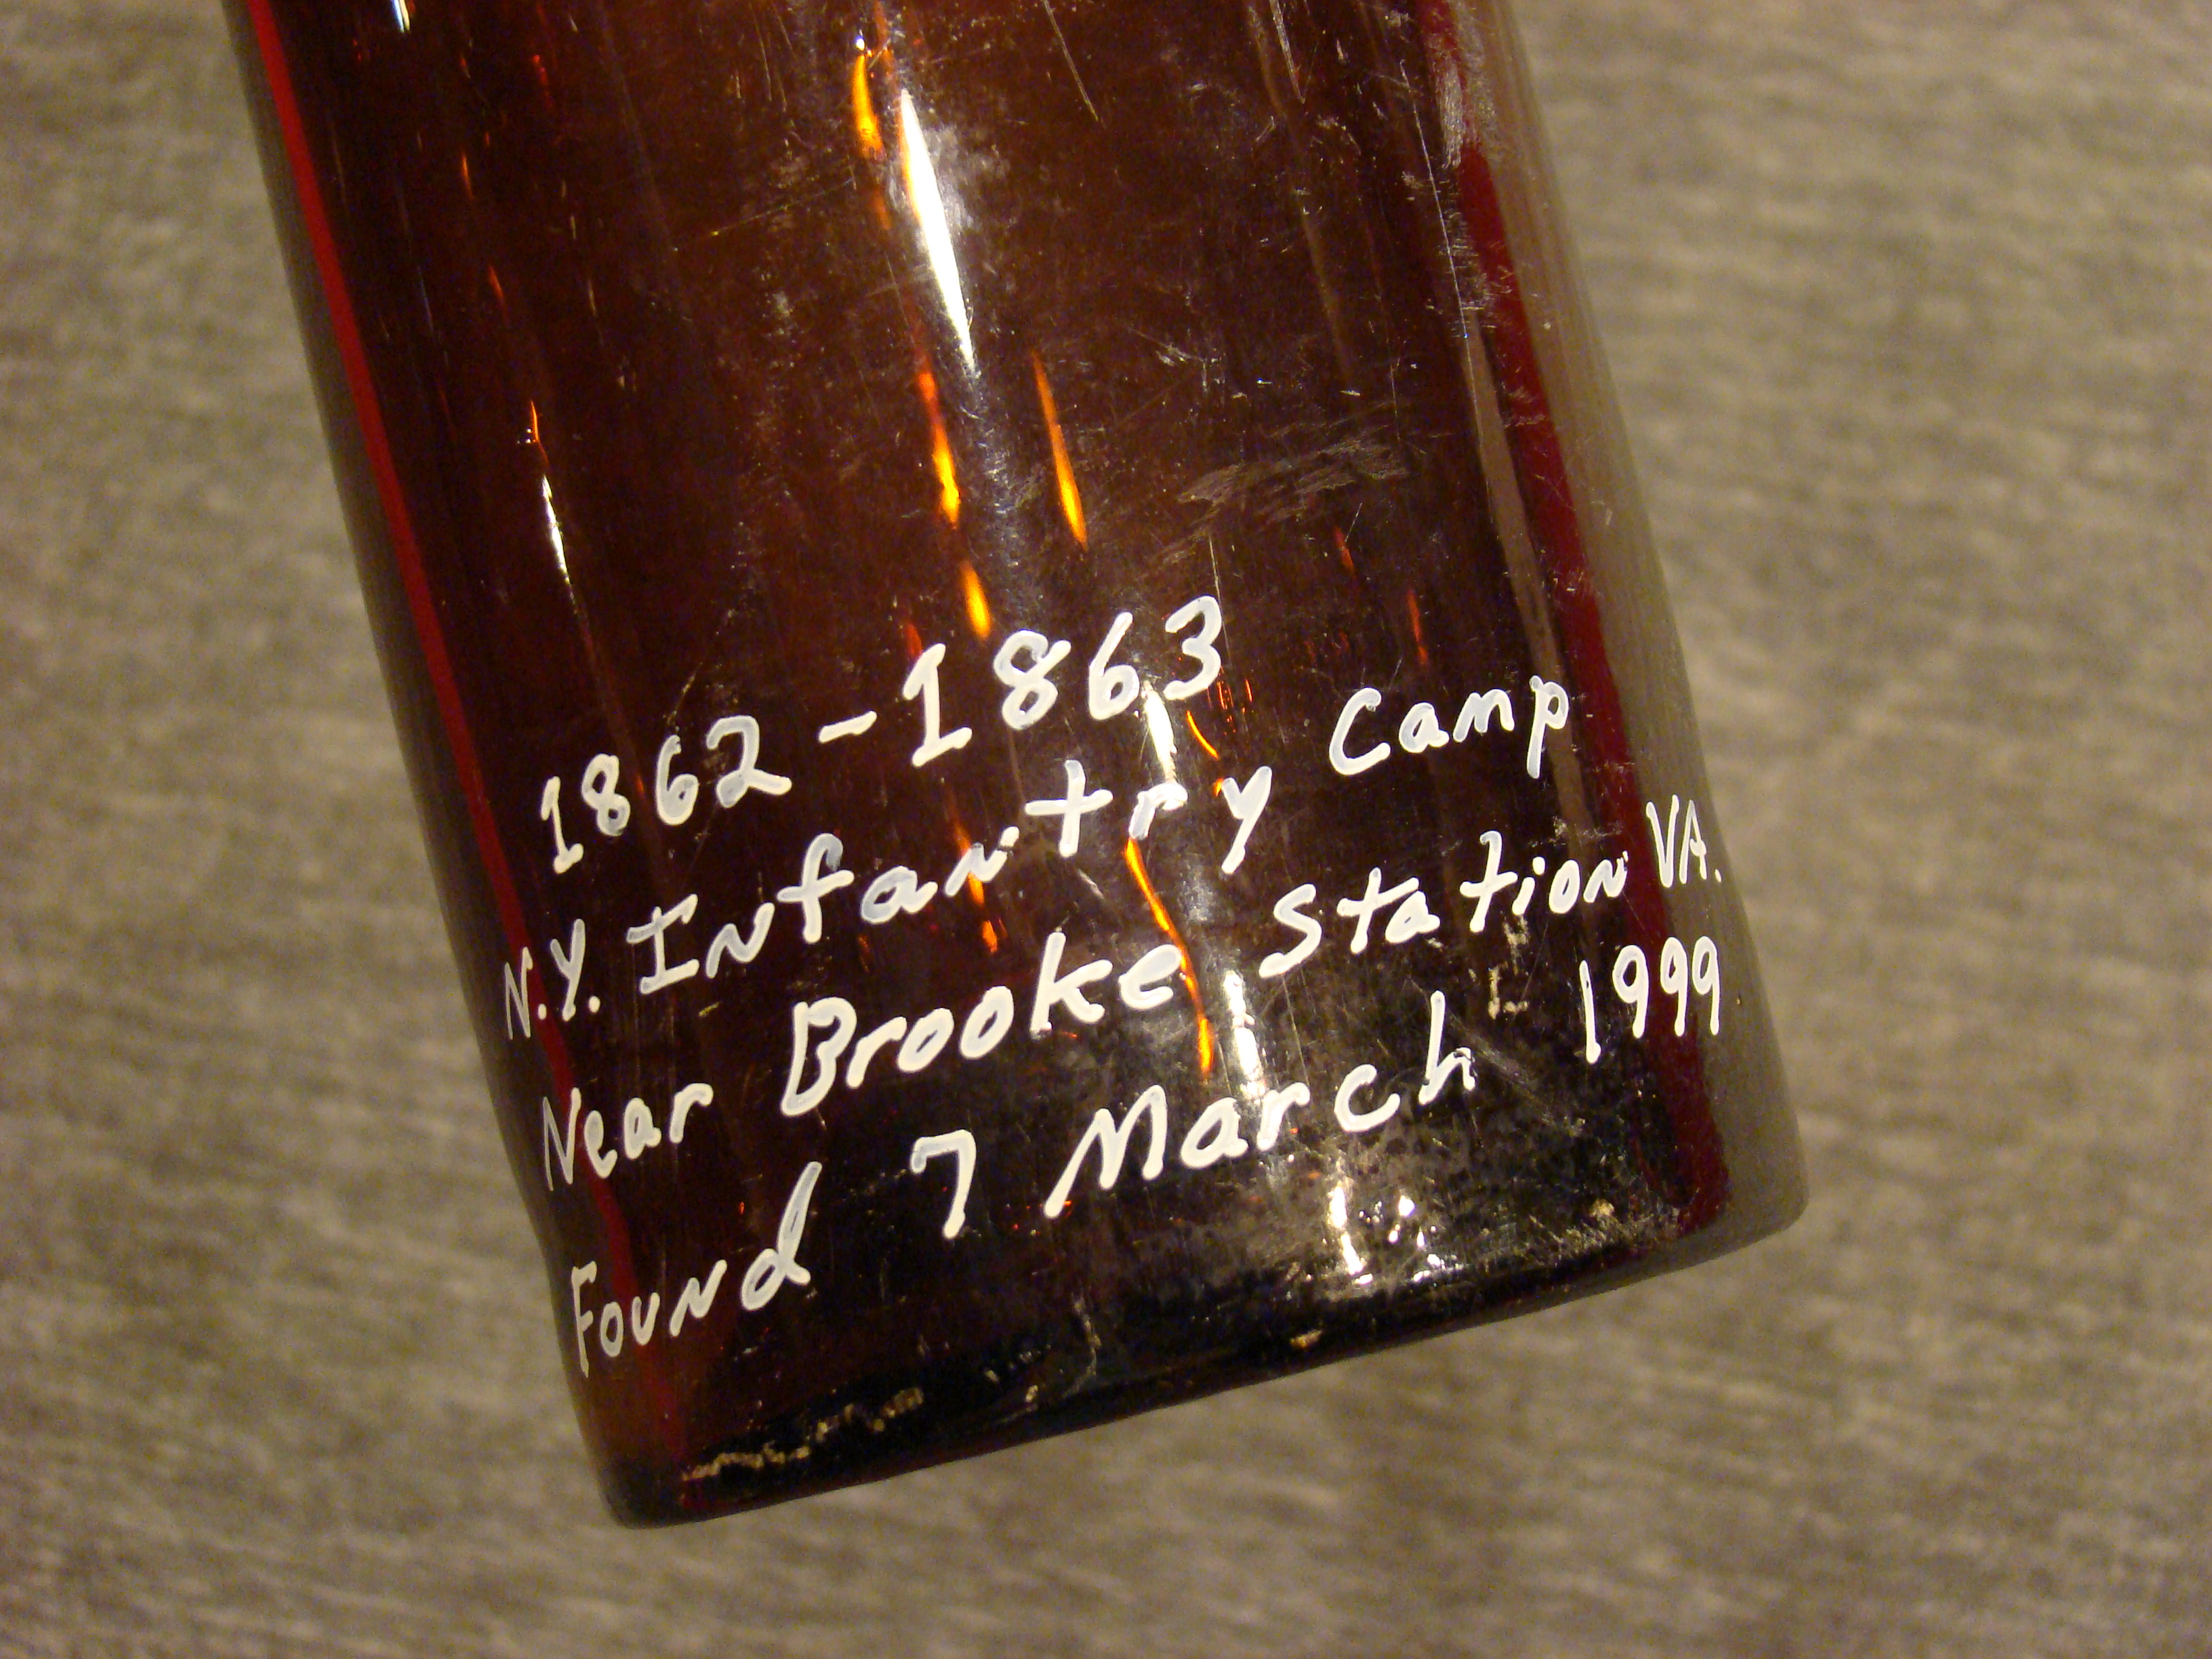 1862-1863
N.Y. Infantry Camp
Near Brooke Station VA.
Found 7 March 1999